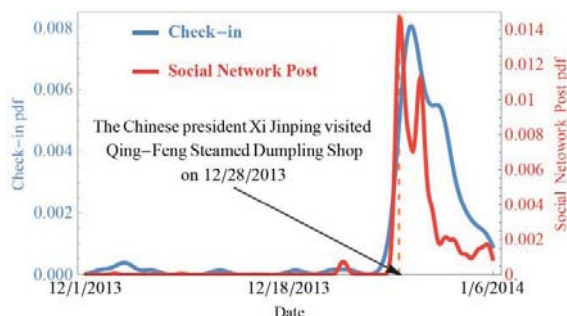 0.008
0.006
0.004
0.002
0.000
Check-in pdf
Check-in
Social Network Post
The Chinese president Xi Jinping visited
Qing-Feng Steamed Dumpling Shop
on 12/28/2013
0.014
0.012
0.01
0.008
0.006
0.004
0.002
0
Social Netowork Post pdf
12/1/2013
12/18/2013
1/6/2014
Date